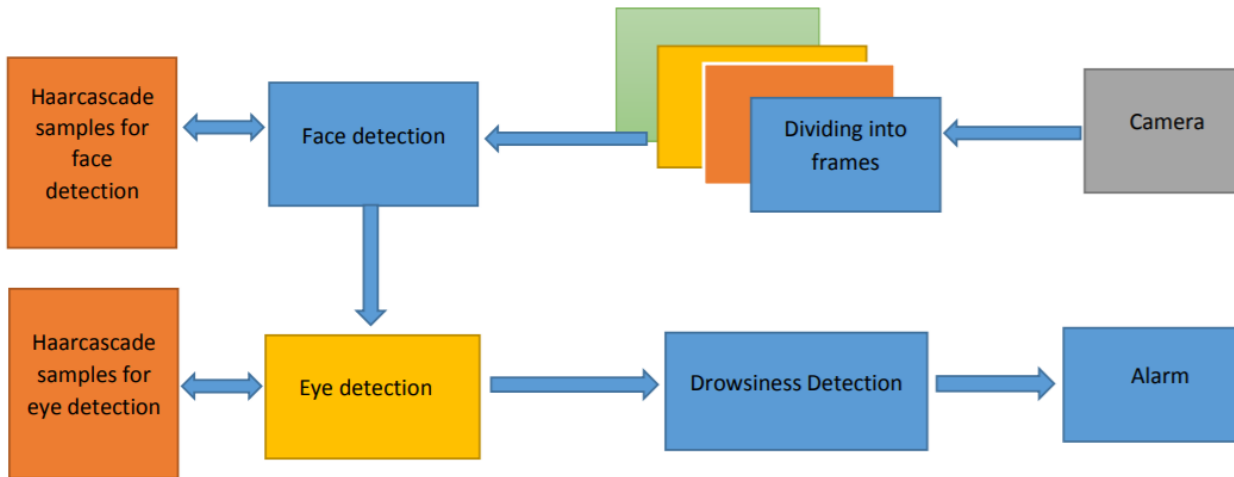 Haarcascade
samples for
face
detection
Face detection
Dividing into
frames
Camera
Haarcascade
samples for
eye detection
Eye detection
Drowsiness Detection
Alarm